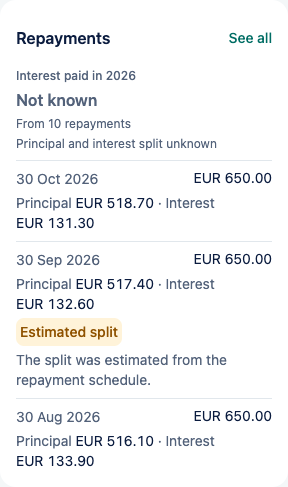 Repayments
See all
Interest paid in 2026
Not known
From 10 repayments
Principal and interest split unknown
30 Oct 2026
EUR 650.00
Principal EUR 518.70 · Interest
EUR 131.30
30 Sep 2026
EUR 650.00
Principal EUR 517.40 · Interest
EUR 132.60
Estimated split
The split was estimated from the
repayment schedule.
30 Aug 2026
EUR 650.00
Principal EUR 516.10 · Interest
EUR 133.90